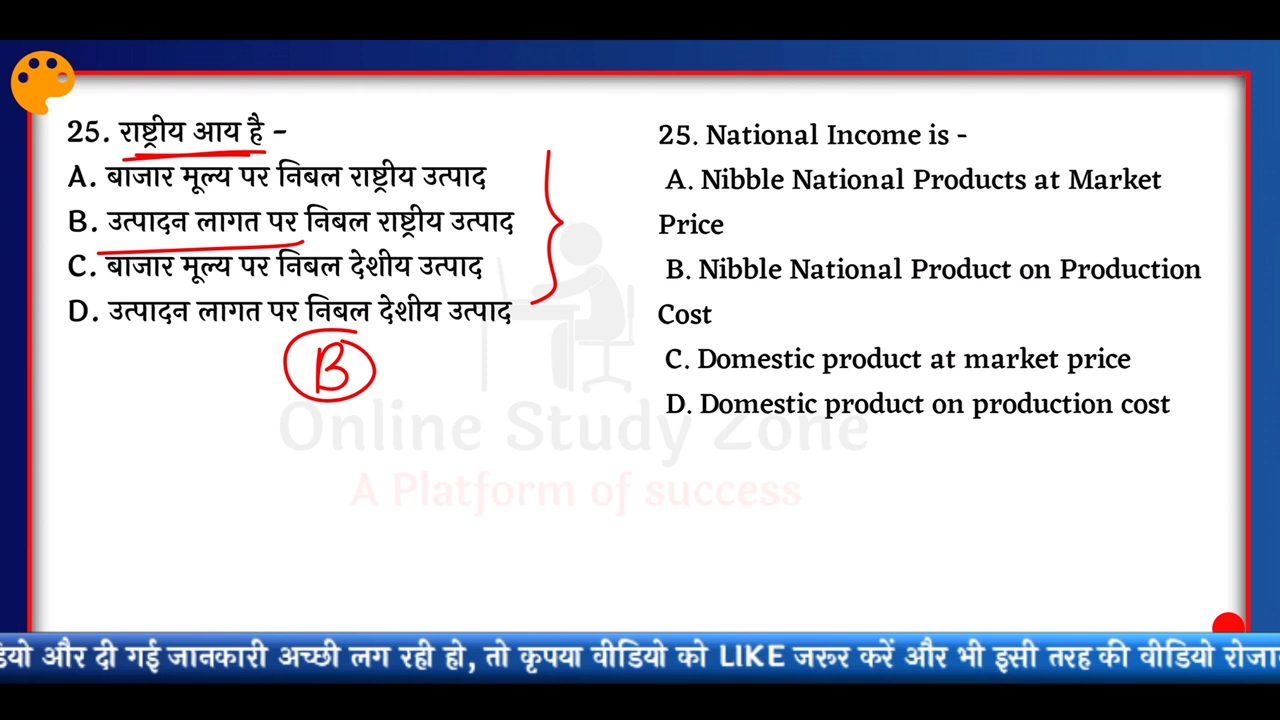 25. राष्ट्रीय आय है -
A. बाजार मूल्य पर निबल राष्ट्रीय उत्पाद
B. उत्पादन लागत पर निबल राष्ट्रीय उत्पाद
C. बाजार मूल्य पर निबल देशीय उत्पाद
D. उत्पादन लागत पर निबल देशीय उत्पाद
B
25. National Income is -
A. Nibble National Products at Market
Price
B. Nibble National Product on Production
Cost
C. Domestic product at market price
D. Domestic product on production cost
Online Study Zone
A Platform of success
और दी गई जानकारी अच्छी लग रही हो, तो कृपया वीडियो को LIKE जरूर करें और भी इसी तरह की वीडियो